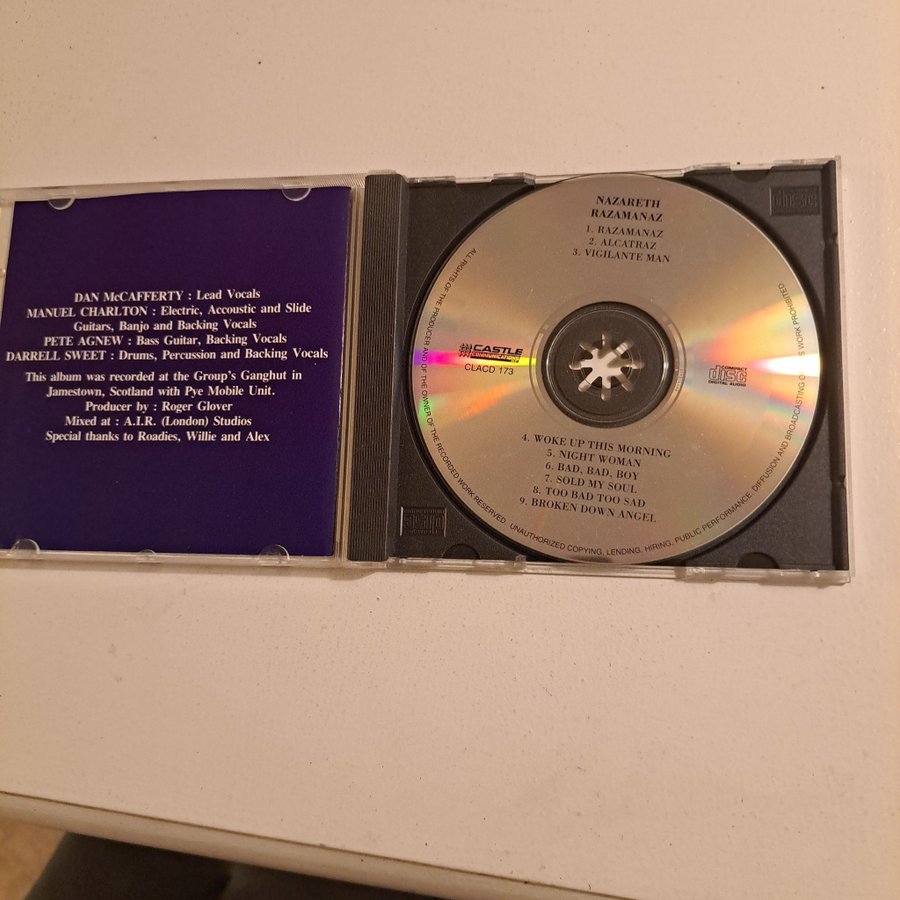 DAN McCAFFERTY : Lead Vocals
MANUEL CHARLTON : Electric, Accoustic and Slide
Guitars, Banjo and Backing Vocals
PETE AGNEW : Bass Guitar, Backing Vocals
DARRELL SWEET : Drums, Percussion and Backing Vocals
This album was recorded at the Group's Ganghut in
Jamestown, Scotland with Pye Mobile Unit.
Producer by : Roger Glover
Mixed at : A.I.R. (London) Studios
Special thanks to Roadies, Willie and Alex
NAZARETH
RAZAMANAZ
1. RAZAMANAZ
2. ALCATRAZ
3. VIGILANTE MAN
CASTLE
COMMUNICATIONS
CLACD 173
COMPACT
disc
DIGITAL AUDIO
4. WOKE UP THIS MORNING
5. NIGHT WOMAN
6. BAD, BAD, BOY
7. SOLD MY SOUL
8. TOO BAD TOO SAD
9. BROKEN DOWN ANGEL
ALL RIGHTS OF THE PRODUCER AND OF THE OWNER OF THE RECORDED WORK RESERVED UNAUTHORIZED COPYING, LENDING, HIRING, PUBLIC PERFORMANCE, DIFFUSION AND BROADCASTING WORK PROHIBITED
disc